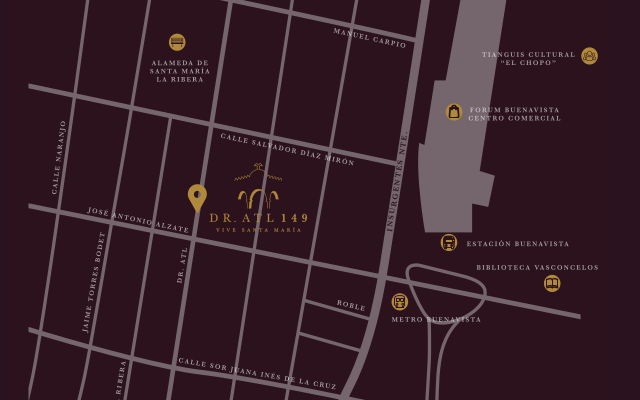 MANUEL CARPIO
TIANGUIS CULTURAL
“EL CHOPO”
ALAMEDA DE
SANTA MARÍA
LA RIBERA
FORUM BUENAVISTA
CENTRO COMERCIAL
CALLE NARANJO
CALLE SALVADOR DÍAZ MIRÓN
INSURGENTES NTE.
JOSÉ ANTONIO ALZATE
DR. ATL 149
VIVE SANTA MARÍA
JAIME TORRES BODET
DR. ATL
ESTACIÓN BUENAVISTA
BIBLIOTECA VASCONCELOS
ROBLE
METRO BUENAVISTA
RIBERA
CALLE SOR JUANA INÉS DE LA CRUZ